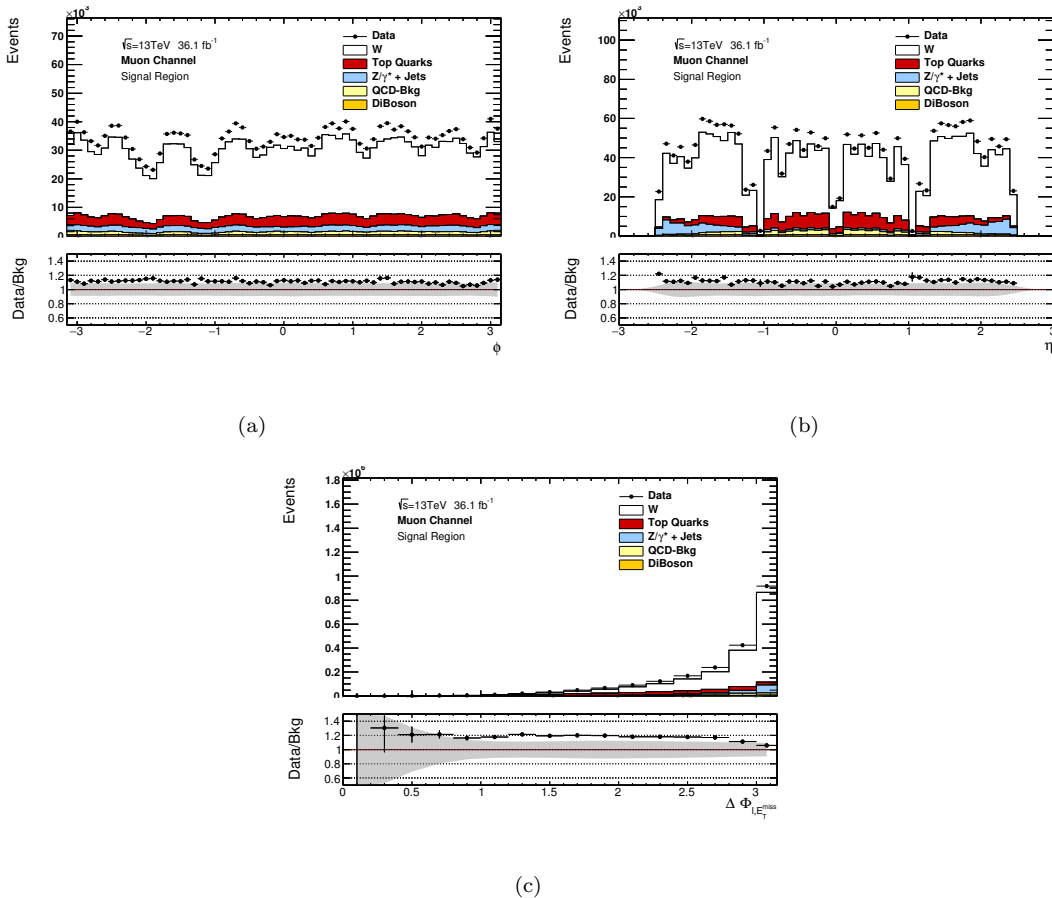 ×10³
Events
70
60
50
40
30
20
10
0
√s=13TeV 36.1 fb⁻¹
Muon Channel
Signal Region
Data
W
Top Quarks
Z/γ* + Jets
QCD-Bkg
DiBoson
Data/Bkg
1.4
1.2
1
0.8
0.6
−3 −2 −1 0 1 2 3
ϕ
(a)
×10³
Events
100
80
60
40
20
0
√s=13TeV 36.1 fb⁻¹
Muon Channel
Signal Region
Data
W
Top Quarks
Z/γ* + Jets
QCD-Bkg
DiBoson
Data/Bkg
1.4
1.2
1
0.8
0.6
−3 −2 −1 0 1 2 3
η
(b)
×10⁶
Events
1.8
1.6
1.4
1.2
1
0.8
0.6
0.4
0.2
0
√s=13TeV 36.1 fb⁻¹
Muon Channel
Signal Region
Data
W
Top Quarks
Z/γ* + Jets
QCD-Bkg
DiBoson
Data/Bkg
1.4
1.2
1
0.8
0.6
0 0.5 1 1.5 2 2.5 3
Δ Φ l,E_T^miss
(c)